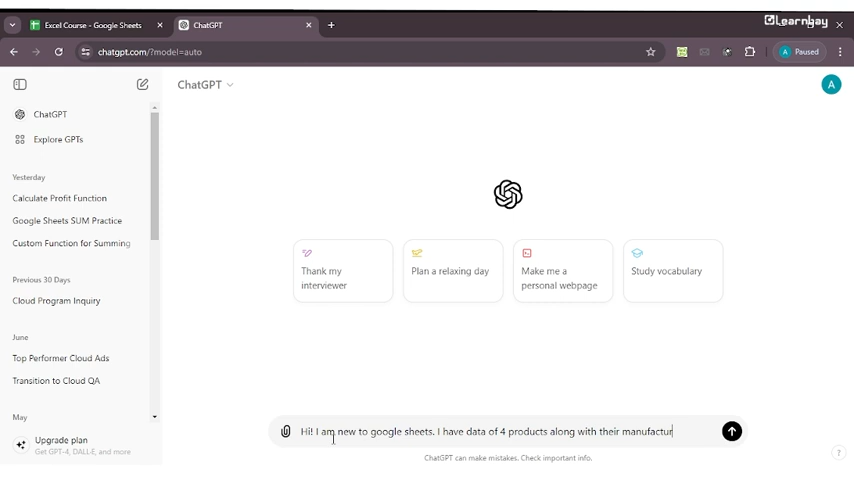 Excel Course - Google Sheets
ChatGPT
Learnbay
chatgpt.com/?model=auto
A Paused
ChatGPT
A
ChatGPT
Explore GPTs
Yesterday
Calculate Profit Function
Google Sheets SUM Practice
Custom Function for Summing
Previous 30 Days
Cloud Program Inquiry
June
Top Performer Cloud Ads
Transition to Cloud QA
May
Upgrade plan
Get GPT-4, DALL·E, and more
Thank my
interviewer
Plan a relaxing day
Make me a
personal webpage
Study vocabulary
Hi! I am new to google sheets. I have data of 4 products along with their manufactur
ChatGPT can make mistakes. Check important info.
?